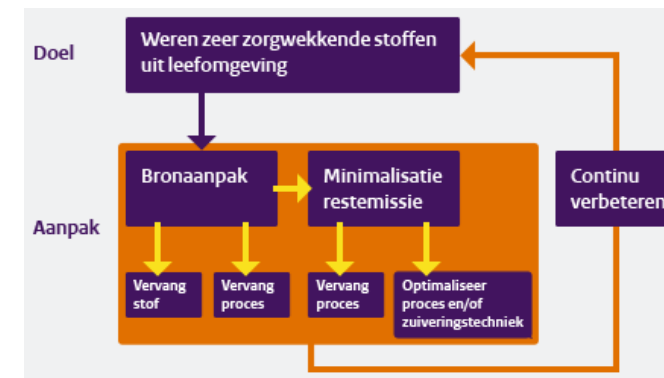 Doel
Weren zeer zorgwekkende stoffen
uit leefomgeving
Aanpak
Bronaanpak
Minimalisatie
restemissie
Continu
verbeteren
Vervang
stof
Vervang
proces
Vervang
proces
Optimaliseer
proces en/of
zuiveringstechniek